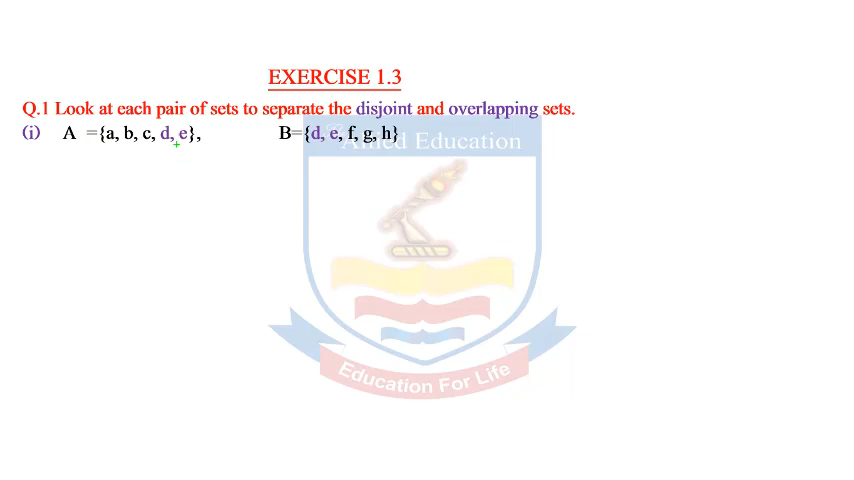 EXERCISE 1.3
Q.1 Look at each pair of sets to separate the disjoint and overlapping sets.
(i) A ={a, b, c, d, e}, B={d, e, f, g, h}
Allied Education
Education For Life